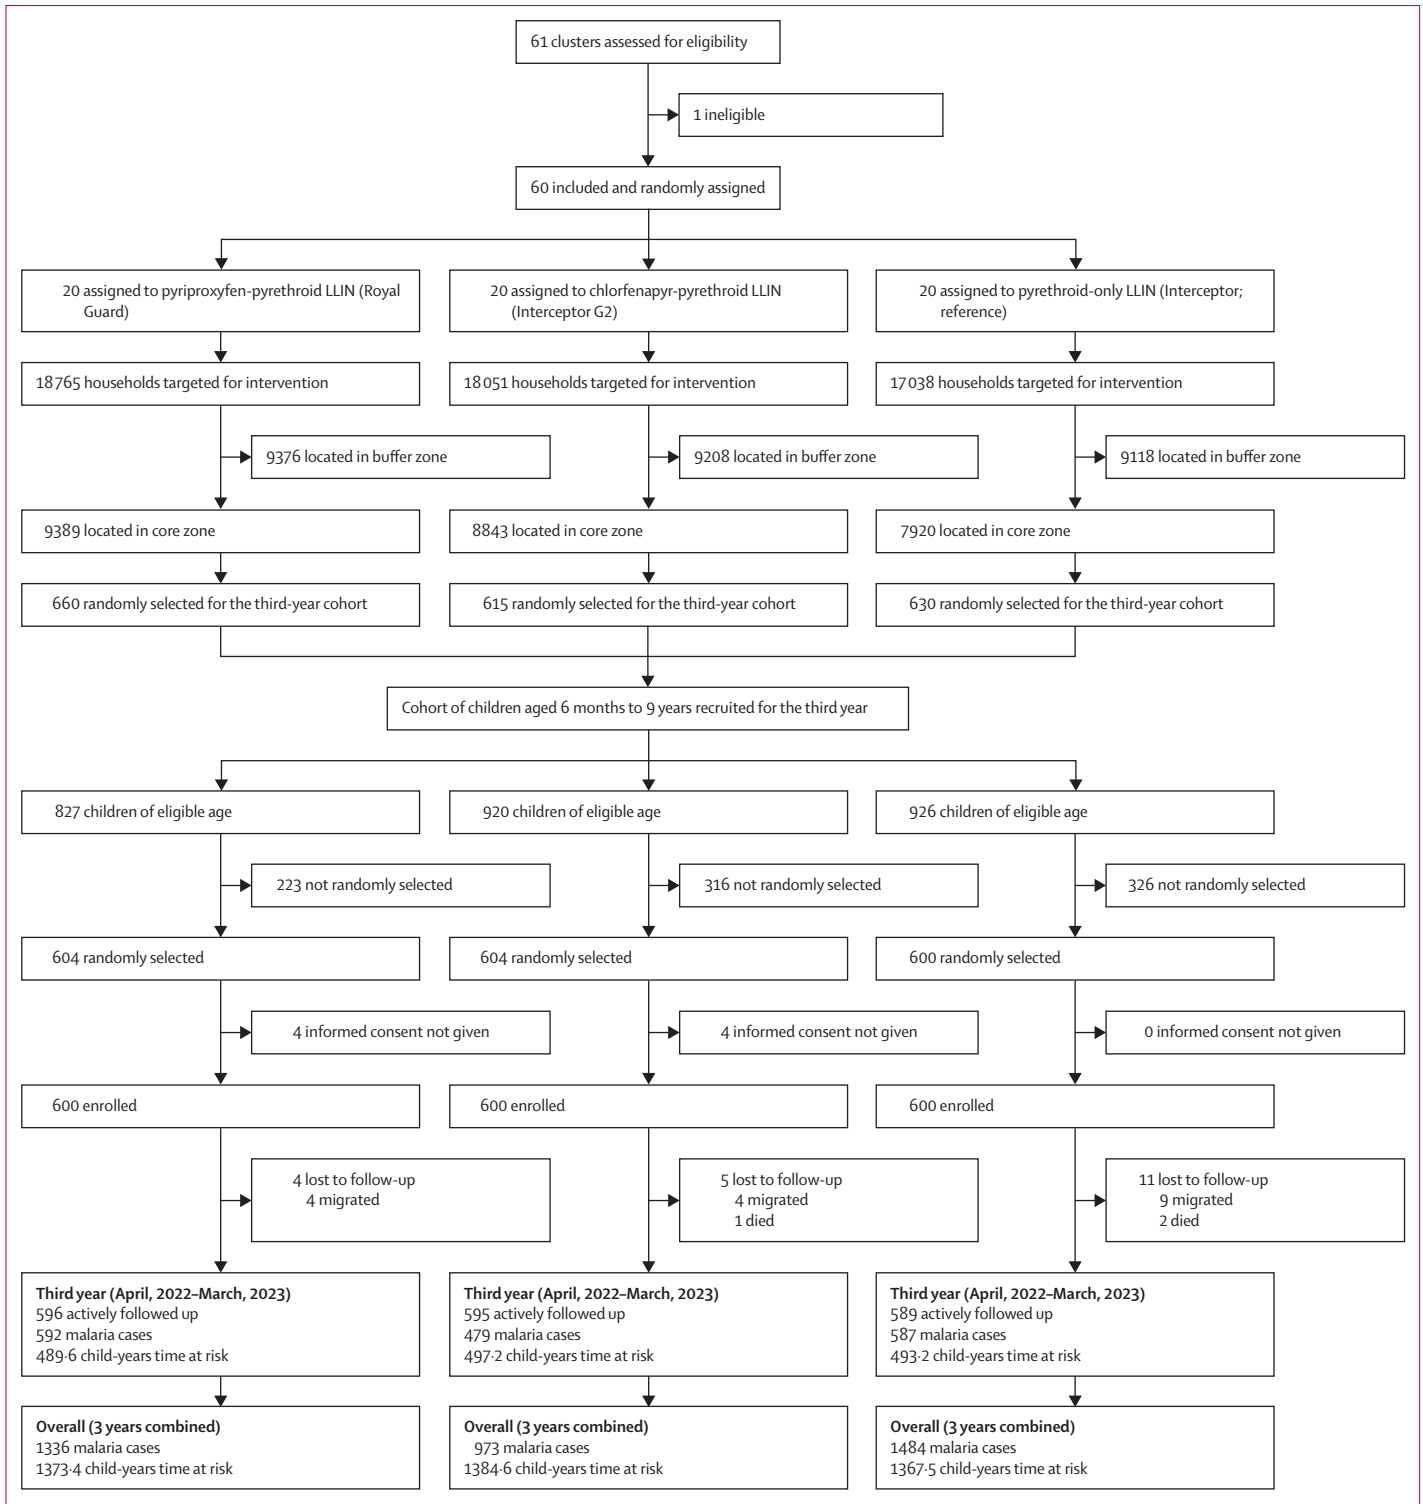 61 clusters assessed for eligibility
1 ineligible
60 included and randomly assigned
20 assigned to pyriproxyfen-pyrethroid LLIN (Royal
Guard)
20 assigned to chlorfenapyr-pyrethroid LLIN
(Interceptor G2)
20 assigned to pyrethroid-only LLIN (Interceptor;
reference)
18 765 households targeted for intervention
18 051 households targeted for intervention
17 038 households targeted for intervention
9376 located in buffer zone
9208 located in buffer zone
9118 located in buffer zone
9389 located in core zone
8843 located in core zone
7920 located in core zone
660 randomly selected for the third-year cohort
615 randomly selected for the third-year cohort
630 randomly selected for the third-year cohort
Cohort of children aged 6 months to 9 years recruited for the third year
827 children of eligible age
920 children of eligible age
926 children of eligible age
223 not randomly selected
316 not randomly selected
326 not randomly selected
604 randomly selected
604 randomly selected
600 randomly selected
4 informed consent not given
4 informed consent not given
0 informed consent not given
600 enrolled
600 enrolled
600 enrolled
4 lost to follow-up
4 migrated
5 lost to follow-up
4 migrated
1 died
11 lost to follow-up
9 migrated
2 died
Third year (April, 2022–March, 2023)
596 actively followed up
592 malaria cases
489·6 child-years time at risk
Third year (April, 2022–March, 2023)
595 actively followed up
479 malaria cases
497·2 child-years time at risk
Third year (April, 2022–March, 2023)
589 actively followed up
587 malaria cases
493·2 child-years time at risk
Overall (3 years combined)
1336 malaria cases
1373·4 child-years time at risk
Overall (3 years combined)
973 malaria cases
1384·6 child-years time at risk
Overall (3 years combined)
1484 malaria cases
1367·5 child-years time at risk